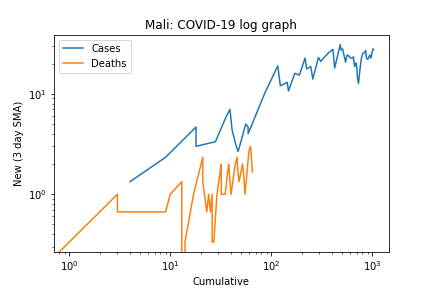 Mali: COVID-19 log graph
Cases
Deaths
New (3 day SMA)
10¹
10⁰
10⁰ 10¹ 10² 10³
Cumulative